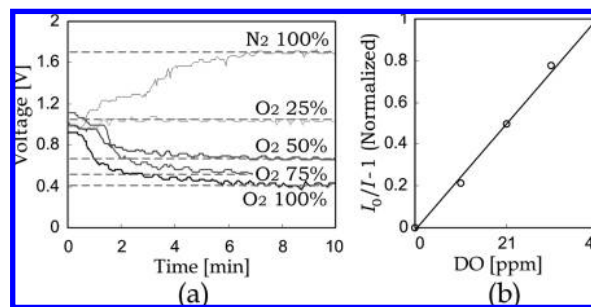 2
1.6
1.2
0.8
0.4
0
Voltage [V]
N2 100%
O2 25%
O2 50%
O2 75%
O2 100%
0 2 4 6 8 10
Time [min]
(a)
1
0.8
0.6
0.4
0.2
0
I0/I - 1 (Normalized)
0 21
DO [ppm]
(b)